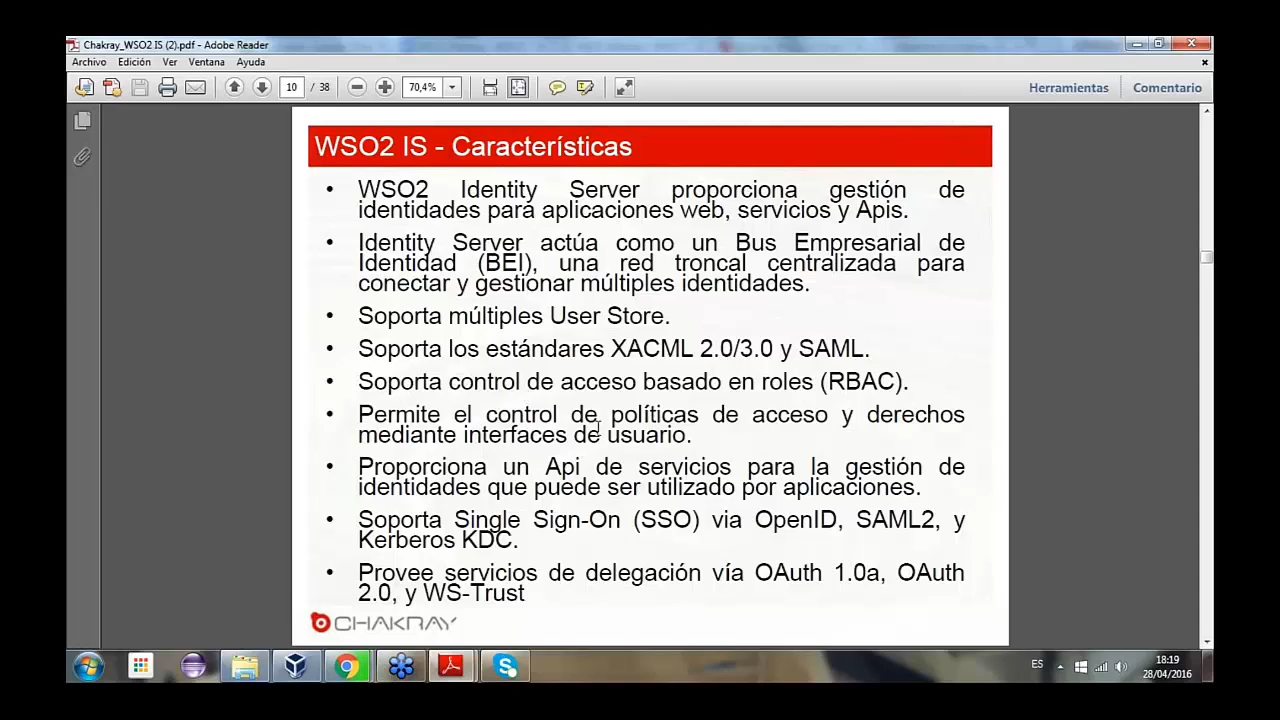 Chakray_WSO2 IS (2).pdf - Adobe Reader
Archivo Edición Ver Ventana Ayuda
10 / 38 70,4% Herramientas Comentario
WSO2 IS - Características
• WSO2 Identity Server proporciona gestión de
identidades para aplicaciones web, servicios y Apis.
• Identity Server actúa como un Bus Empresarial de
Identidad (BEI), una red troncal centralizada para
conectar y gestionar múltiples identidades.
• Soporta múltiples User Store.
• Soporta los estándares XACML 2.0/3.0 y SAML.
• Soporta control de acceso basado en roles (RBAC).
• Permite el control de políticas de acceso y derechos
mediante interfaces de usuario.
• Proporciona un Api de servicios para la gestión de
identidades que puede ser utilizado por aplicaciones.
• Soporta Single Sign-On (SSO) via OpenID, SAML2, y
Kerberos KDC.
• Provee servicios de delegación vía OAuth 1.0a, OAuth
2.0, y WS-Trust
CHAKRAY
ES 18:19
28/04/2016